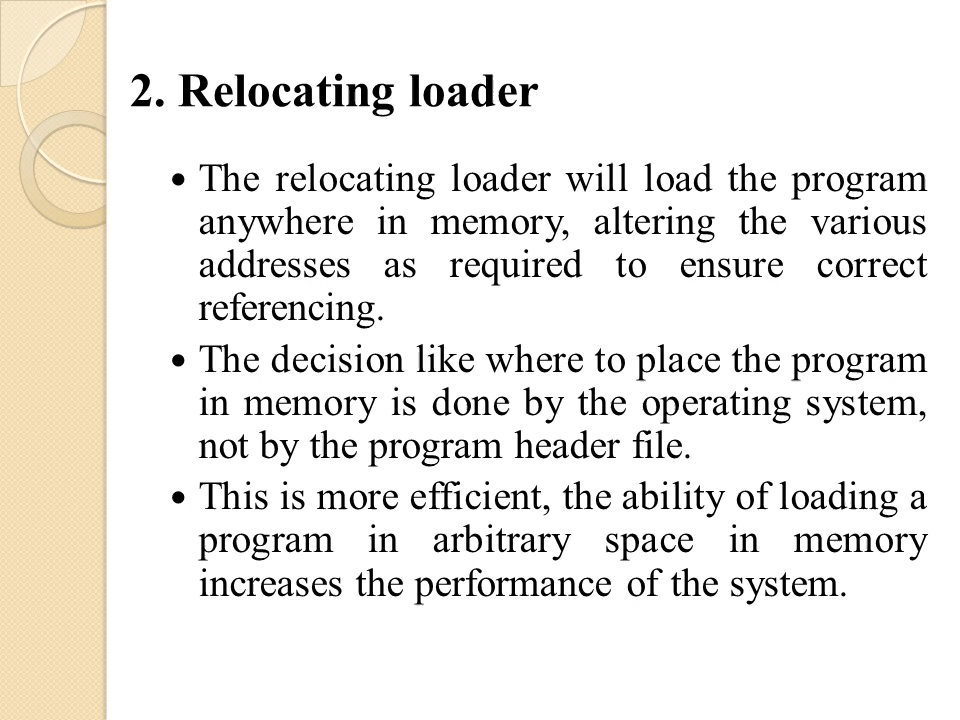 2. Relocating loader
• The relocating loader will load the program
anywhere in memory, altering the various
addresses as required to ensure correct
referencing.
• The decision like where to place the program
in memory is done by the operating system,
not by the program header file.
• This is more efficient, the ability of loading a
program in arbitrary space in memory
increases the performance of the system.